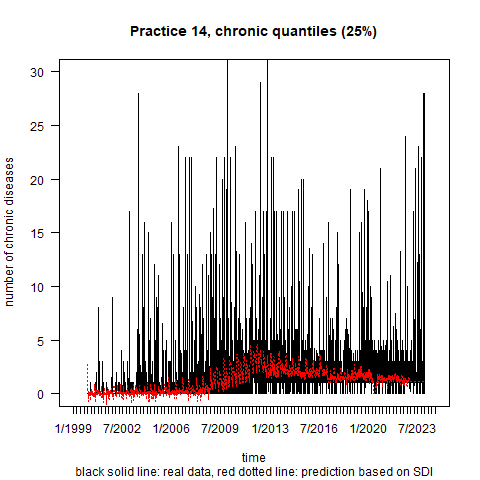 Practice 14, chronic quantiles (25%)
number of chronic diseases
30
25
20
15
10
5
0
1/1999 7/2002 1/2006 7/2009 1/2013 7/2016 1/2020 7/2023
time
black solid line: real data, red dotted line: prediction based on SDI